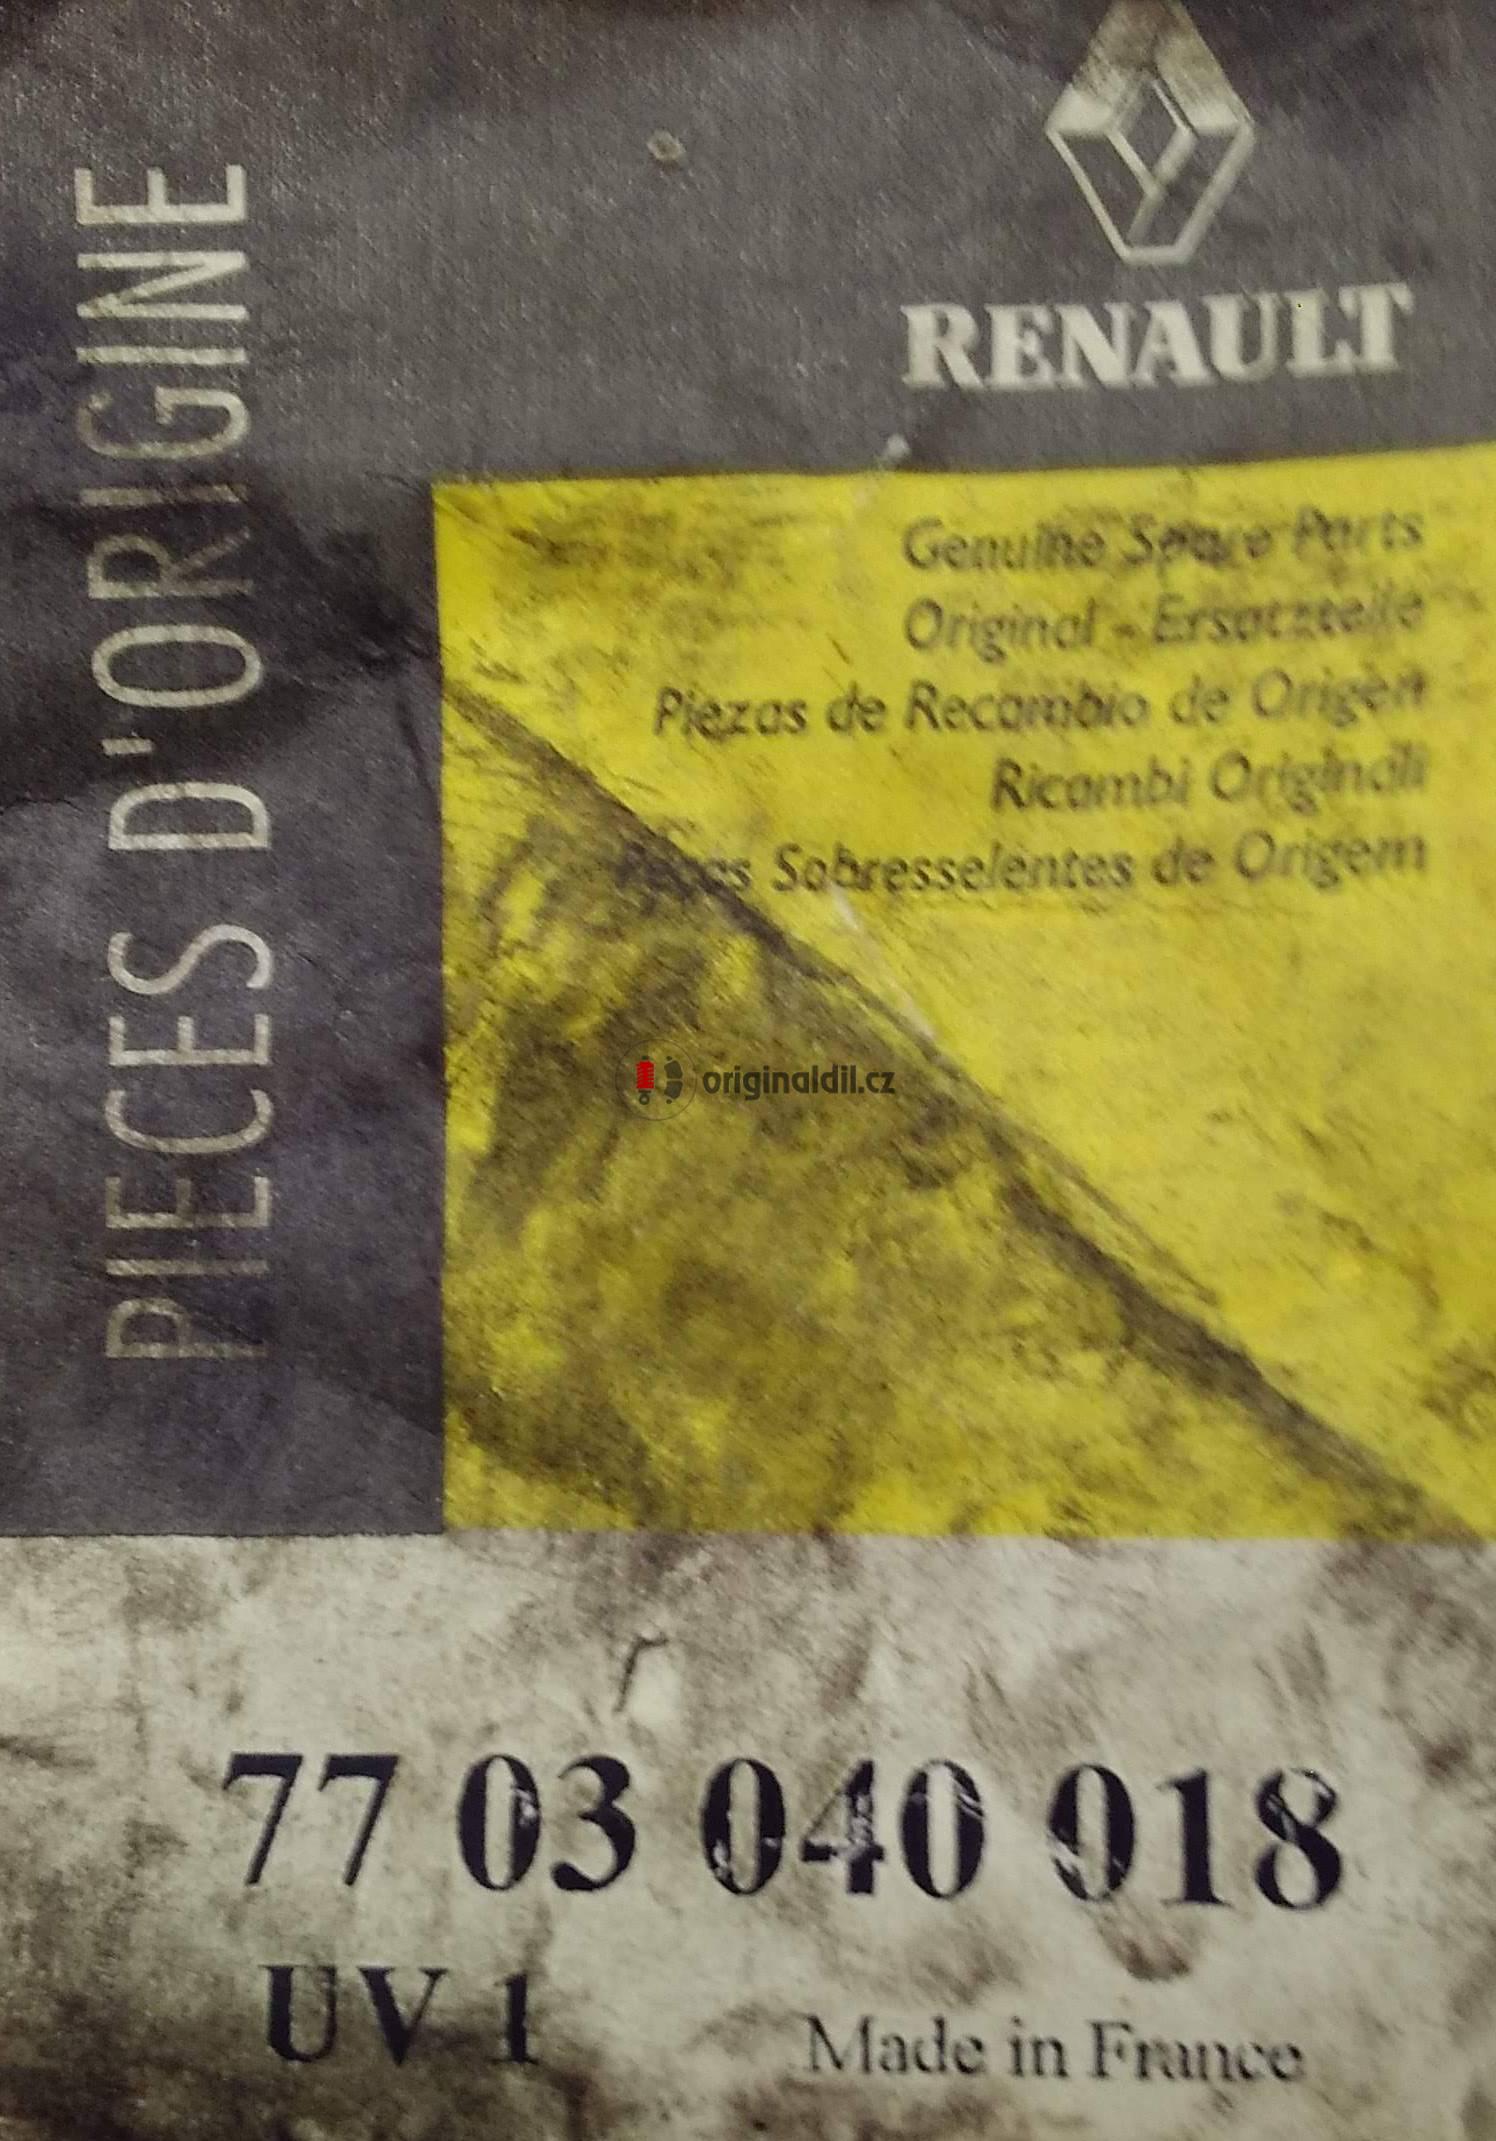 PIECES D'ORIGINE
RENAULT
Genuine Spare Parts
Original - Ersatzteile
Piezas de Recambio de Origen
Ricambi Originali
Peças Sobresselentes de Origem
originaldil.cz
77 03 040 018
UV 1
Made in France